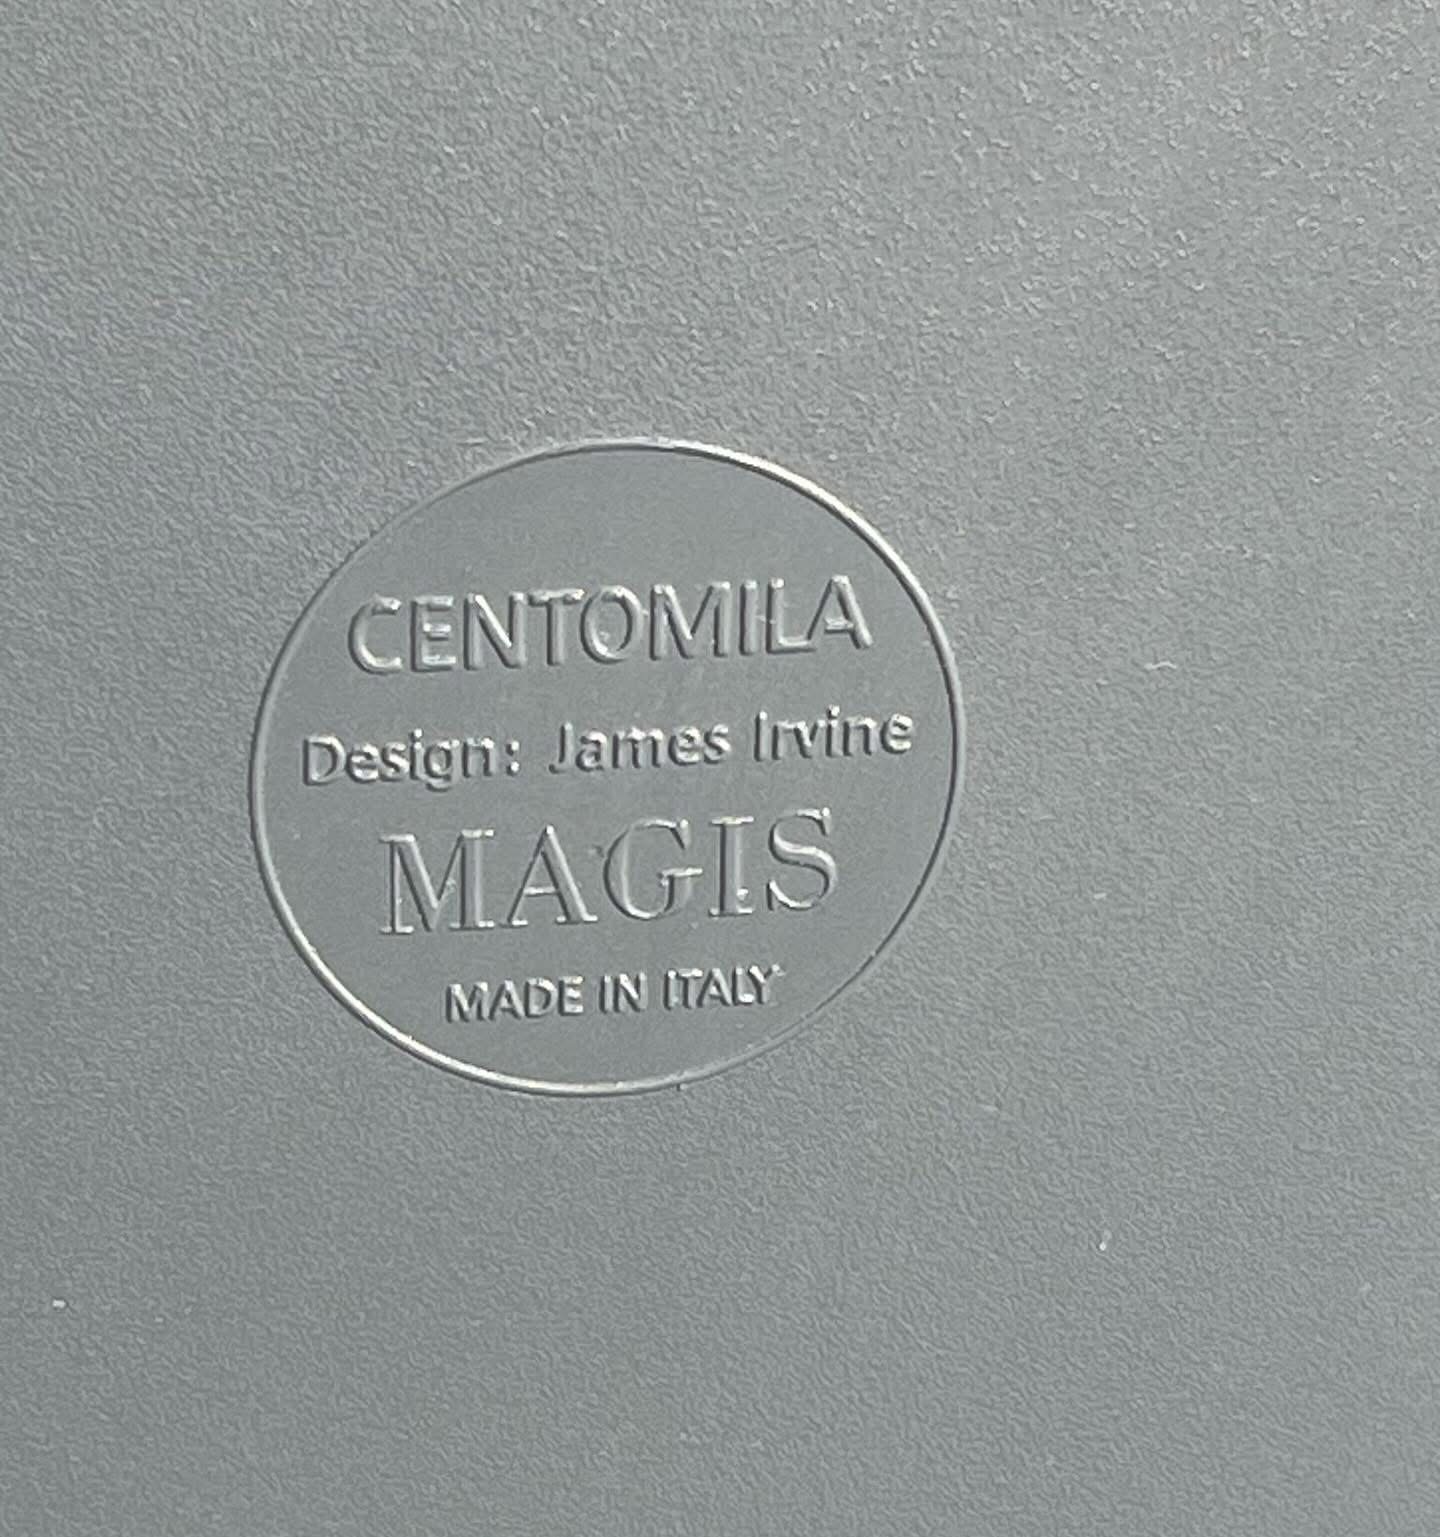 CENTOMILA
Design: James Irvine
MAGIS
MADE IN ITALY